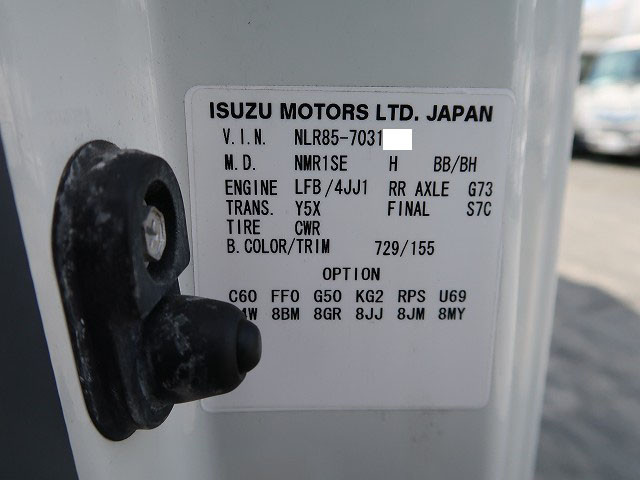 ISUZU MOTORS LTD. JAPAN
V.I.N. NLR85-7031
M.D. NMR1SE H BB/BH
ENGINE LFB/4JJ1 RR AXLE G73
TRANS. Y5X FINAL S7C
TIRE CWR
B.COLOR/TRIM 729/155
OPTION
C60 FF0 G50 KG2 RPS U69
8BM 8GR 8JJ 8JM 8MY